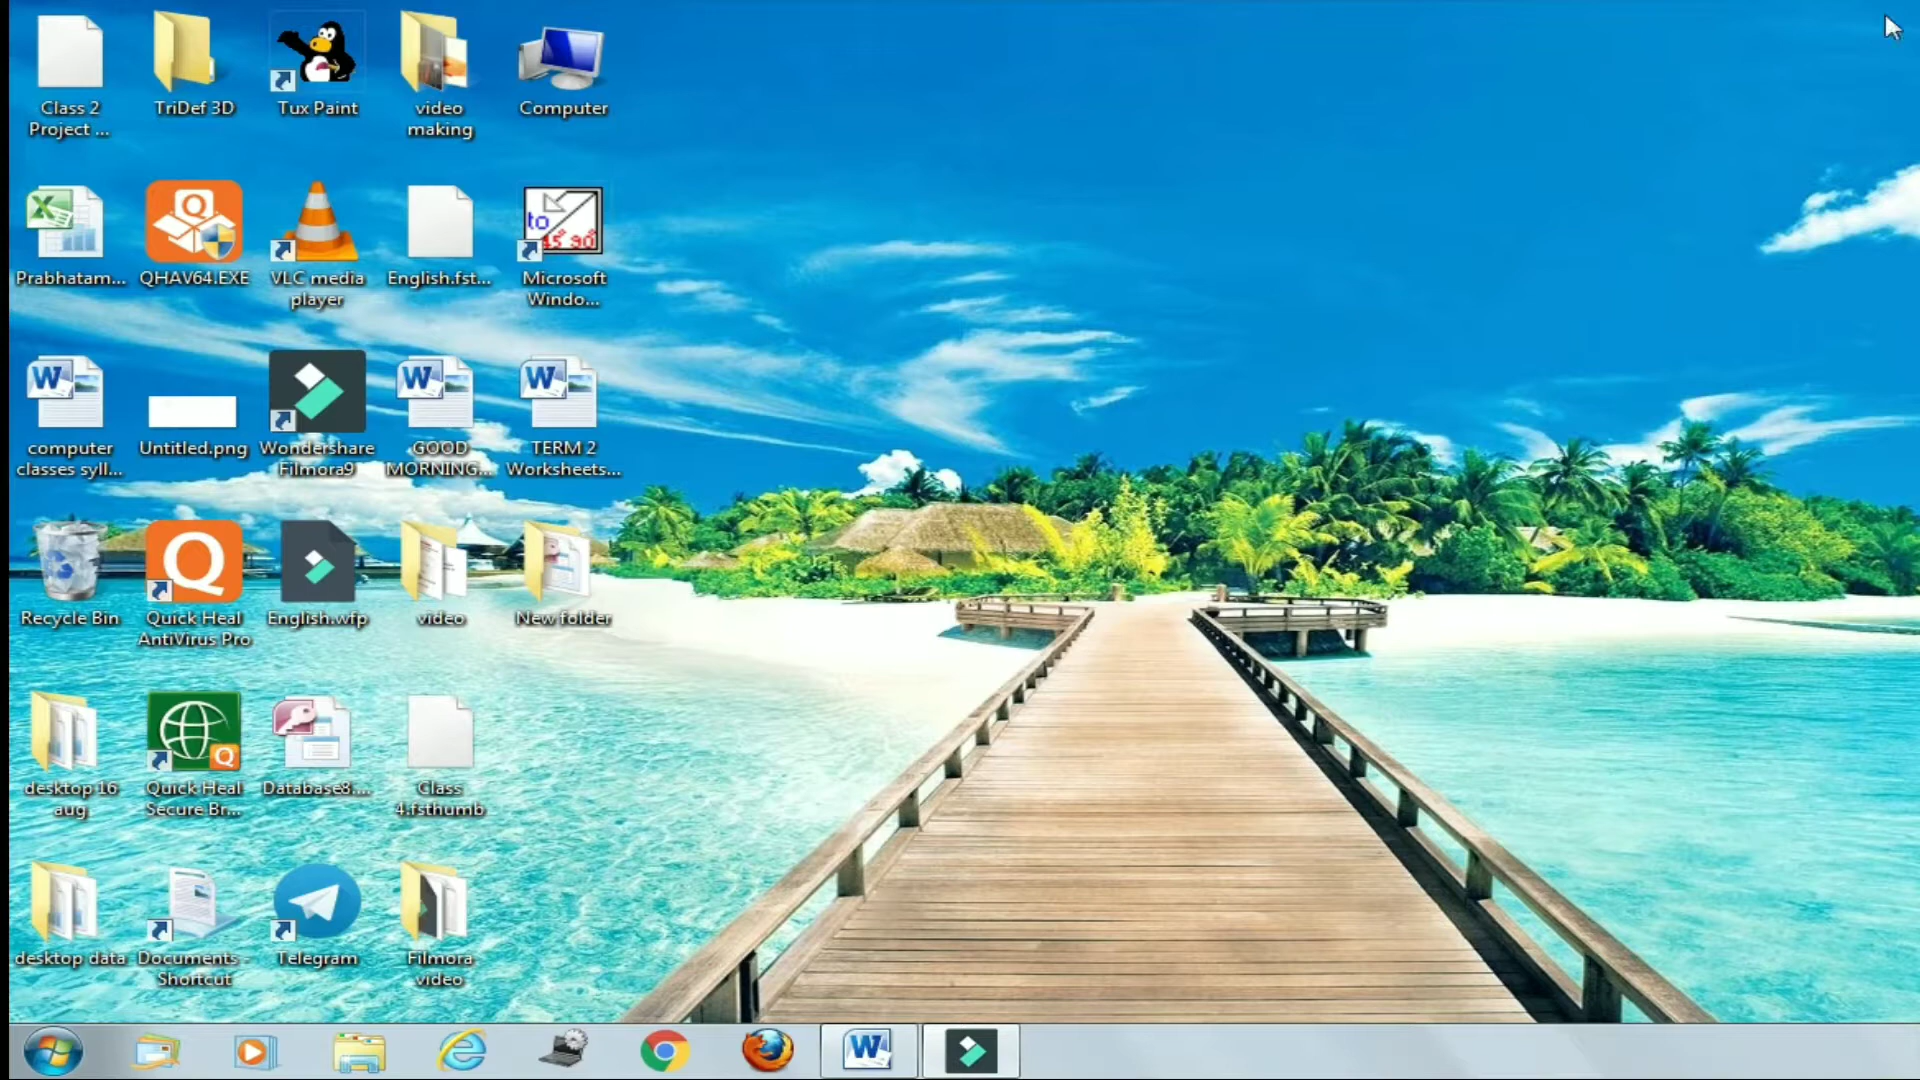 Class 2
Project ...
TriDef 3D
Tux Paint
video
making
Computer
Prabhatam...
QHAV64.EXE
VLC media
player
English.fst...
to
45° 90°
Microsoft
Windo...
computer
classes syll...
Untitled.png
Wondershare
Filmora9
GOOD
MORNING...
TERM 2
Worksheets...
Recycle Bin
Quick Heal
AntiVirus Pro
English.wfp
video
New folder
desktop 16
aug
Quick Heal
Secure Br...
Database8....
Class
4.fsthumb
desktop data
Documents -
Shortcut
Telegram
Filmora
video